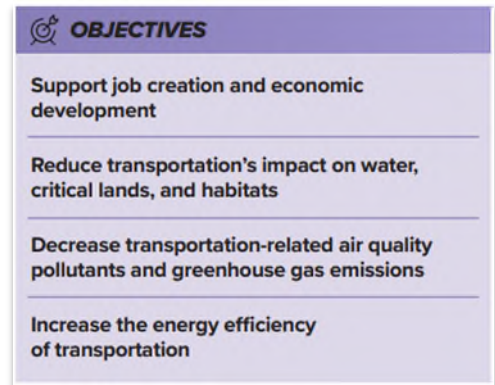 OBJECTIVES
Support job creation and economic
development
Reduce transportation's impact on water,
critical lands, and habitats
Decrease transportation-related air quality
pollutants and greenhouse gas emissions
Increase the energy efficiency
of transportation